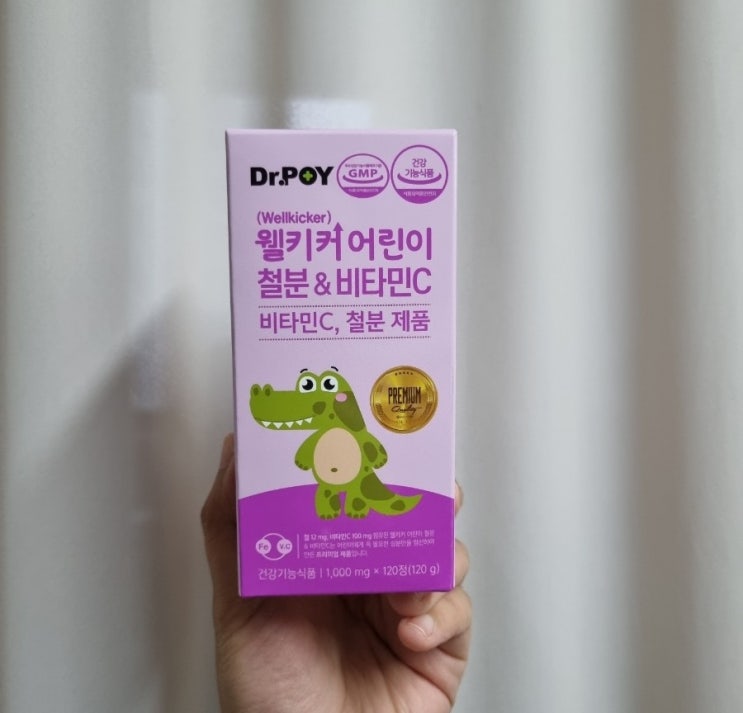 Dr.POY
GMP
건강
기능식품
(Wellkicker)
웰키커 어린이
철분 & 비타민C
비타민C, 철분 제품
PREMIUM
Quality
Fe V.C
철 12 mg, 비타민C 100 mg 함유된 웰키커 어린이 철분
& 비타민C는 어린이에게 꼭 필요한 성분만을 엄선하여
만든 프리미엄 제품입니다.
건강기능식품 | 1,000 mg × 120정(120 g)